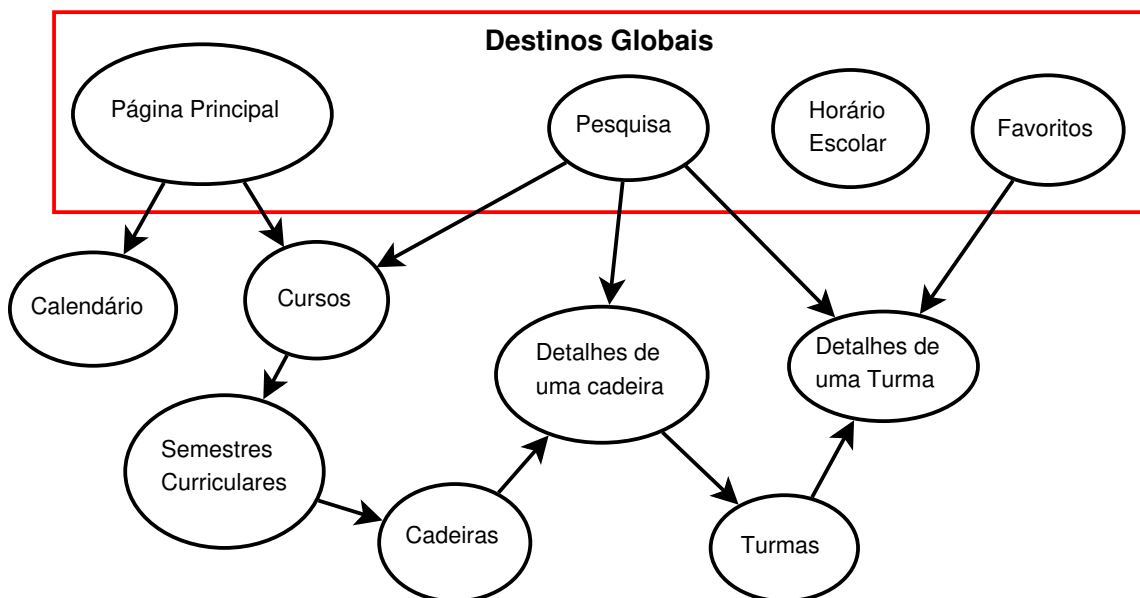 Destinos Globais
Página Principal
Pesquisa
Horário
Escolar
Favoritos
Calendário
Cursos
Detalhes de
uma cadeira
Detalhes de
uma Turma
Semestres
Curriculares
Cadeiras
Turmas